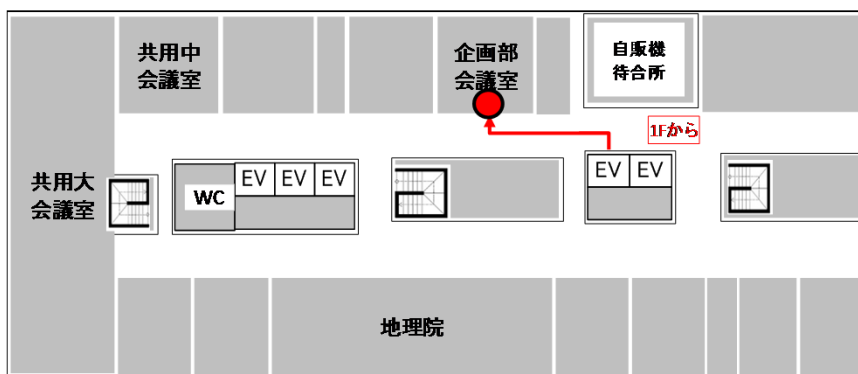 共用中
会議室
企画部
会議室
自販機
待合所
1Fから
共用大
会議室
WC
EV EV EV
EV EV
地理院